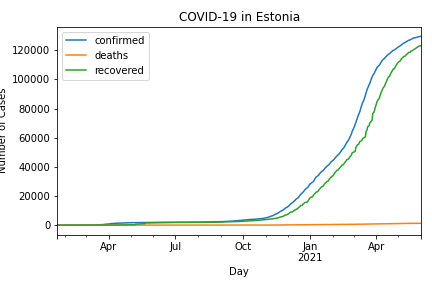 COVID-19 in Estonia
confirmed
deaths
recovered
120000
100000
80000
60000
40000
20000
0
Number of Cases
Apr
Jul
Oct
Jan
2021
Apr
Day